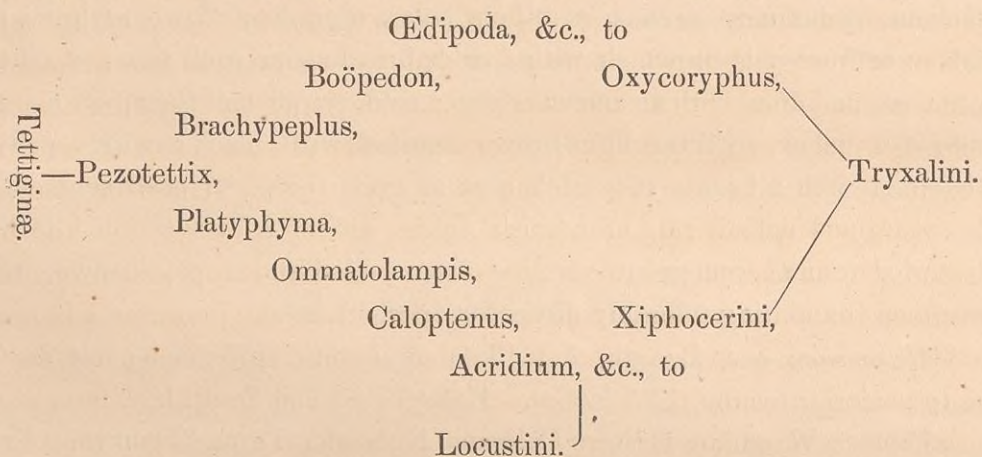 Œdipoda, &c., to
Boöpedon, Oxycoryphus,
Brachypeplus,
Tettiginæ.
—Pezotettix, Tryxalini.
Platyphyma,
Ommatolampis,
Caloptenus, Xiphocerini,
Acridium, &c., to
Locustini.